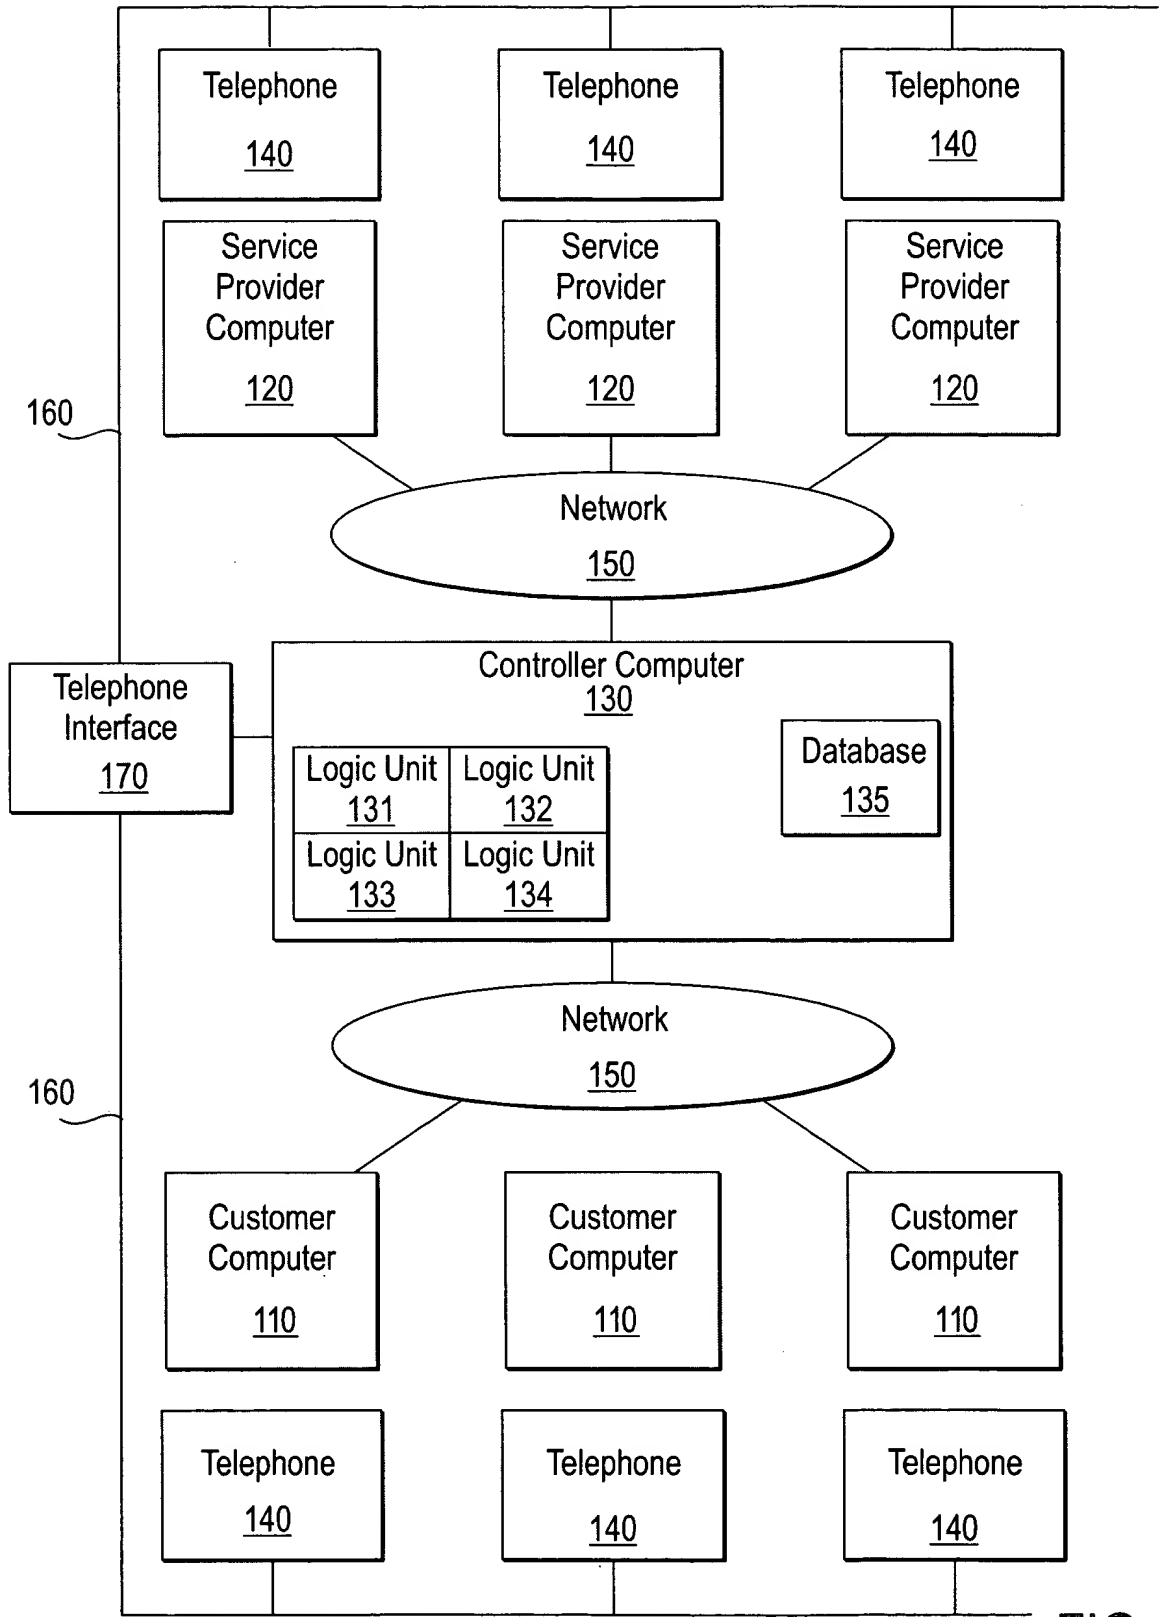 Telephone
140
Telephone
140
Telephone
140
Service
Provider
Computer
120
Service
Provider
Computer
120
Service
Provider
Computer
120
160
Network
150
Controller Computer
130
Telephone
Interface
170
Logic Unit
131
Logic Unit
132
Logic Unit
133
Logic Unit
134
Database
135
Network
150
160
Customer
Computer
110
Customer
Computer
110
Customer
Computer
110
Telephone
140
Telephone
140
Telephone
140